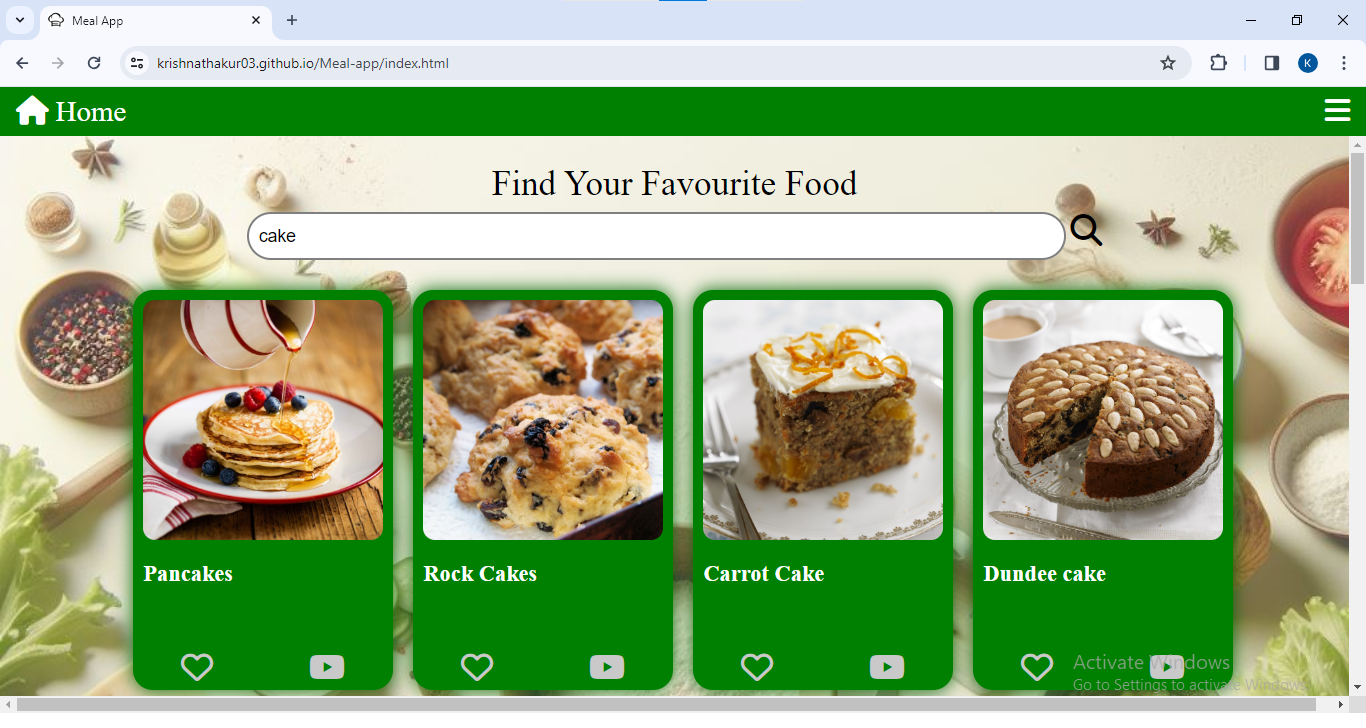 Meal App
krishnathakur03.github.io/Meal-app/index.html
K
Home
Find Your Favourite Food
cake
Pancakes
Rock Cakes
Carrot Cake
Dundee cake
Activate Windows
Go to Settings to activate Windows.